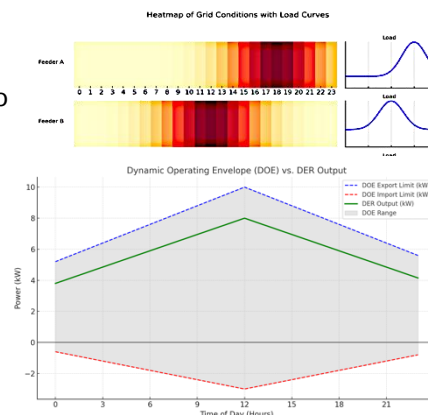 Heatmap of Grid Conditions with Load Curves
Load
Feeder A
0 1 2 3 4 5 6 7 8 9 10 11 12 13 14 15 16 17 18 19 20 21 22 23
Load
Feeder B
Load
Dynamic Operating Envelope (DOE) vs. DER Output
DOE Export Limit (kW
DOE Import Limit (kW
DER Output (kW)
DOE Range
Power (kW)
10
8
6
4
2
0
−2
0 3 6 9 12 15 18 21
Time of Day (Hours)